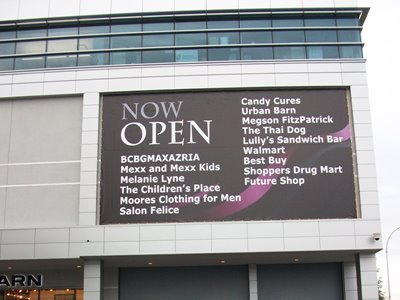 NOW
OPEN
BCBGMAXAZRIA
Mexx and Mexx Kids
Melanie Lyne
The Children's Place
Moores Clothing for Men
Salon Felice
Candy Cures
Urban Barn
Megson FitzPatrick
The Thai Dog
Lully's Sandwich Bar
Walmart
Best Buy
Shoppers Drug Mart
Future Shop
ARN